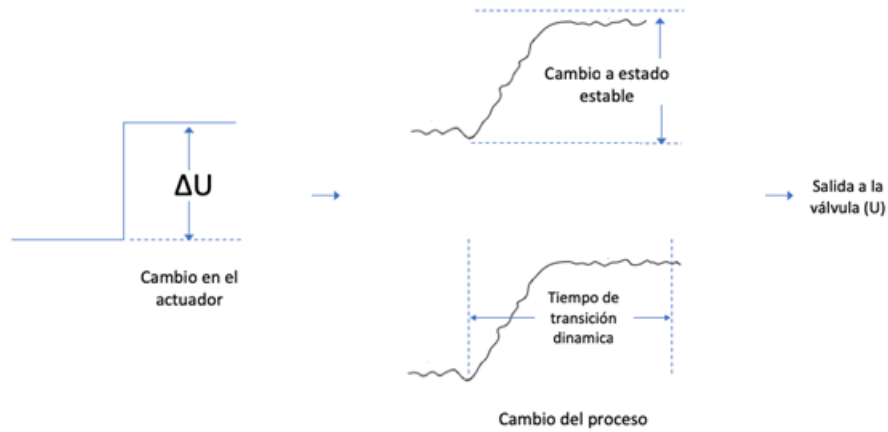 Cambio a estado
estable
ΔU
Salida a la
válvula (U)
Cambio en el
actuador
Tiempo de
transición
dinamica
Cambio del proceso